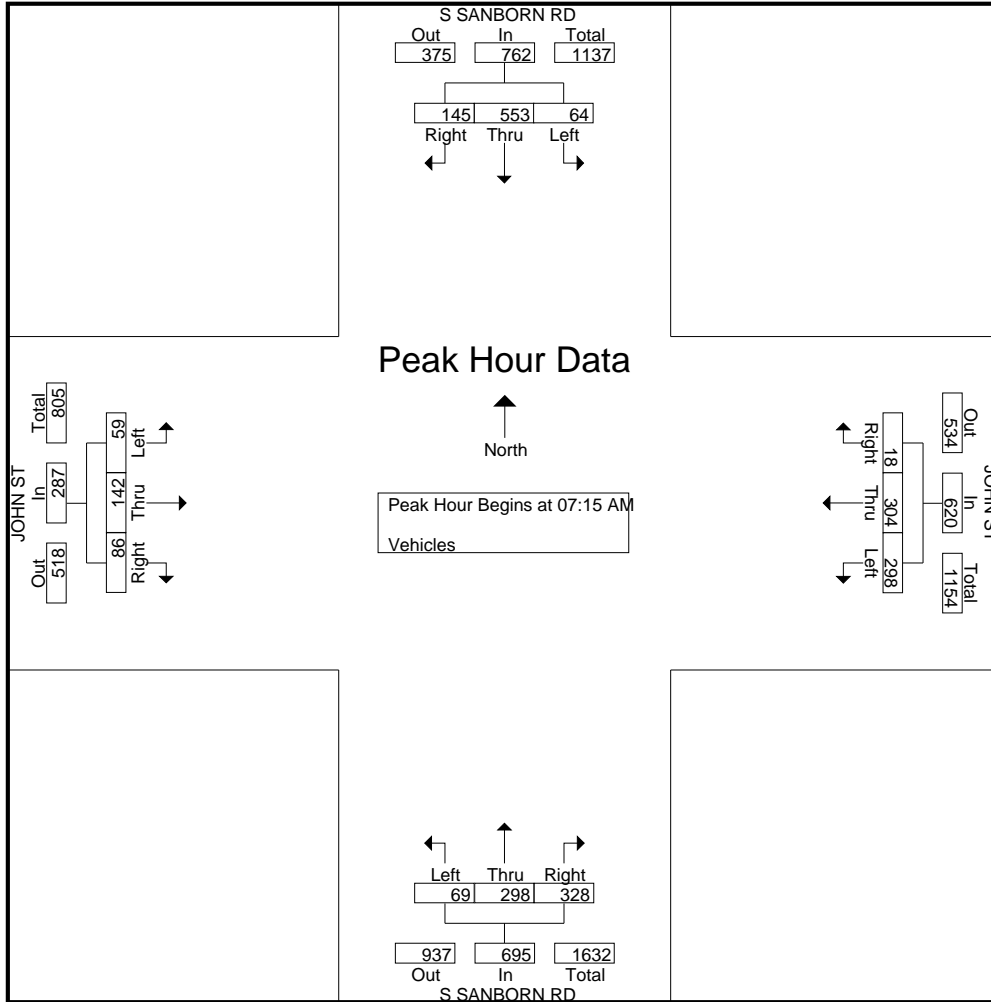 S SANBORN RD
Out In Total
375 762 1137
145 553 64
Right Thru Left
Peak Hour Data
North
Peak Hour Begins at 07:15 AM
Vehicles
JOHN ST
Out In Total
518 287 805
86 142 59
Right Thru Left
JOHN ST
Out In Total
534 620 1154
18 304 298
Right Thru Left
Left Thru Right
69 298 328
937 695 1632
Out In Total
S SANBORN RD